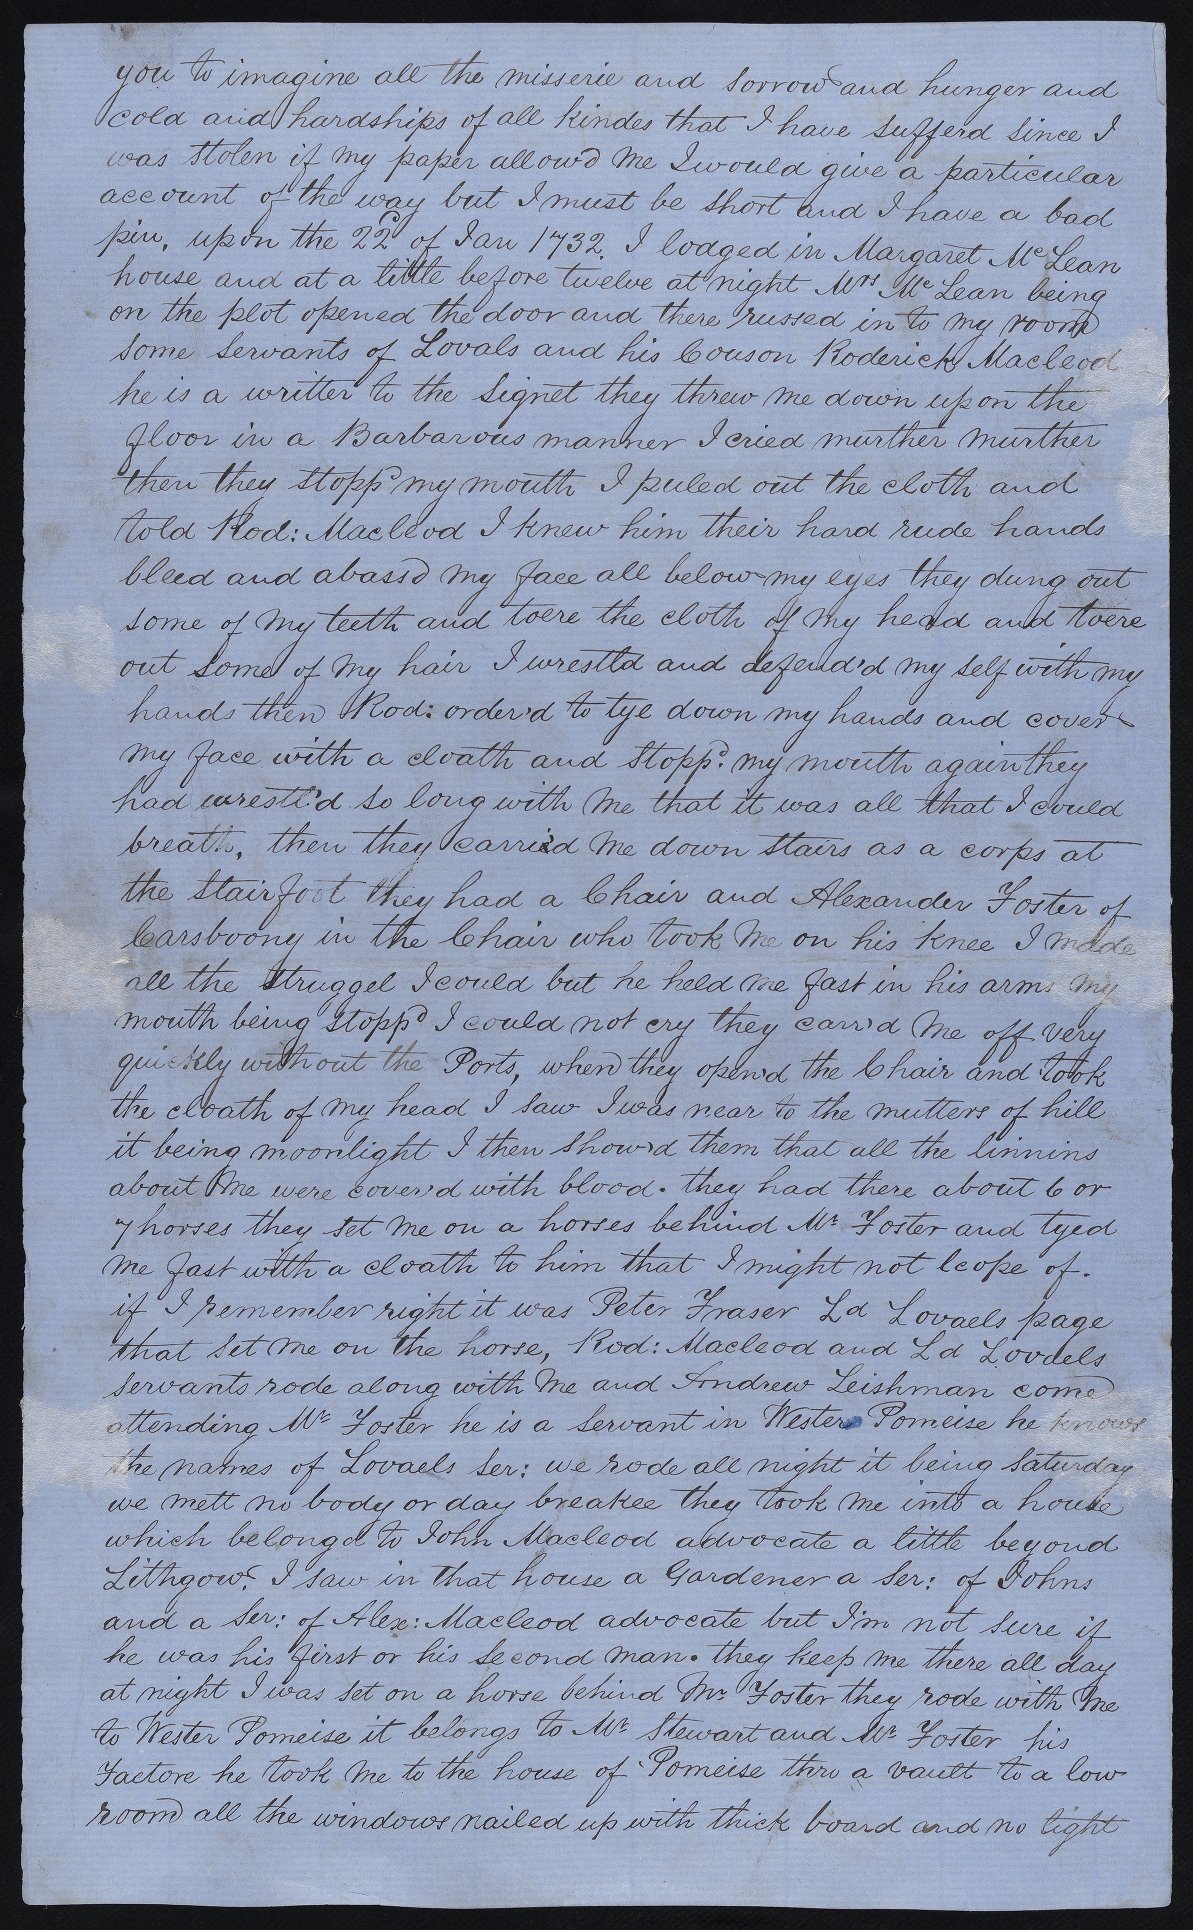 you to imagine all the misserie and sorrow and hunger and
cold and hardships of all kindes that I have sufferd since I
was stolen if my paper allow'd me I would give a particular
account of the way but I must be short and I have a bad
pin, upon the 22d of Jan 1732. I lodged in Margaret McLean
house and at a little before twelve at night Mrs McLean being
on the plot opened the door and there russed in to my room
some servants of Lovals and his Couson Roderick Macleod
he is a writter to the Signet they threw me down upon the
floor in a Barbarous manner I cried murther murther
then they stopp'd my mouth I puled out the cloth and
told Rod: Macleod I knew him their hard rude hands
bleed and abass'd my face all below my eyes they dung out
some of my teeth and toere the cloth of my head and toere
out some of my hair I wrestl'd and defend'd my self with my
hands then Rod: order'd to tye down my hands and cover
my face with a cloath and stopp'd. my mouth again they
had wrestl'd so long with me that it was all that I could
breath, then they carri'd me down stairs as a corps at
the stair foot they had a Chair and Alexander Foster of
Carsboony in the Chair who took me on his knee I made
all the struggel I could but he held me fast in his arms my
mouth being stopp'd I could not cry they carr'd me off very
quickly without the Ports, when they open'd the Chair and took
the cloath of my head I saw I was near to the mutters of hill
it being moonlight I then show'd them that all the linnins
about me were cover'd with blood. they had there about 6 or
7 horses they set me on a horses behind Mr Foster and tyed
me fast with a cloath to him that I might not leope of.
if I remember right it was Peter Fraser Ld Lovaels page
that set me on the horse, Rod: Macleod and Ld Lovaels
servants rode along with me and Andrew Leishman come
attending Mr Foster he is a servant in Wester Pomeise he knows
the names of Lovaels ser: we rode all night it being saturday
we mett no body or day breakee they took me into a house
which belongd to John Macleod advocate a little beyond
Lithgow. I saw in that house a Gardener a ser: of Johns
and a ser: of Alex: Macleod advocate but I'm not sure if
he was his first or his second man. they keep me there all day
at night I was set on a horse behind Mr Foster they rode with me
to Wester Pomeise it belongs to Mr Stewart and Mr Foster his
Factore he took me to the house of Pomeise thro a vault to a low
room all the windows nailed up with thick board and no light